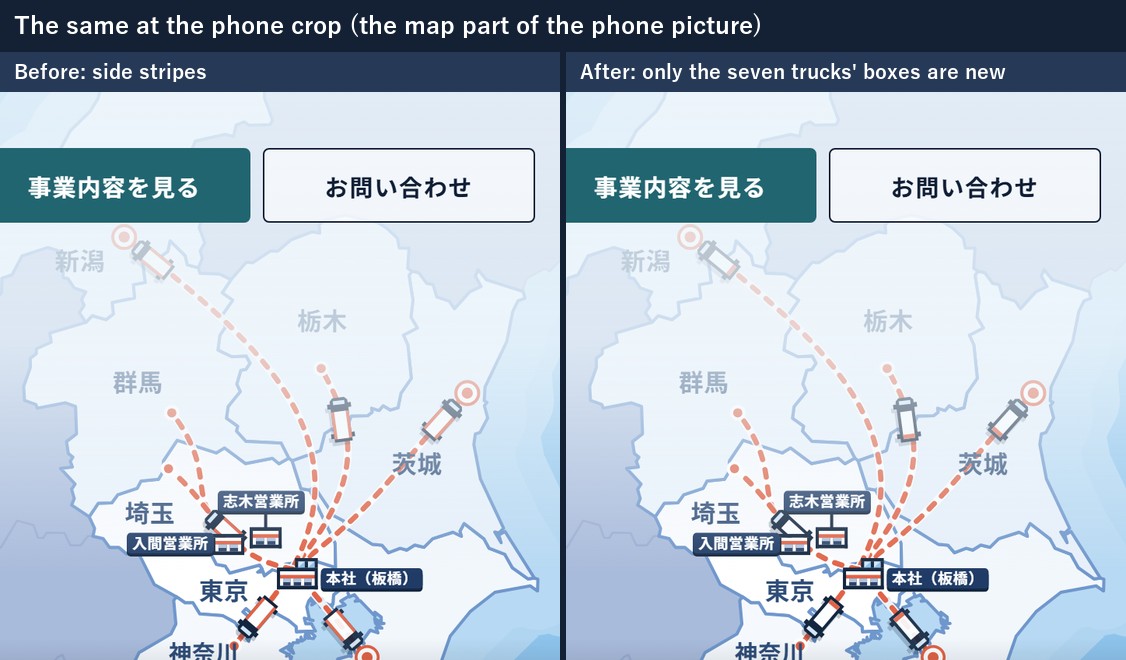 The same at the phone crop (the map part of the phone picture)
Before: side stripes
事業内容を見る
お問い合わせ
新潟
栃木
群馬
茨城
志木営業所
埼玉
入間営業所
本社（板橋）
東京
神奈川
After: only the seven trucks' boxes are new
事業内容を見る
お問い合わせ
新潟
栃木
群馬
茨城
志木営業所
埼玉
入間営業所
本社（板橋）
東京
神奈川